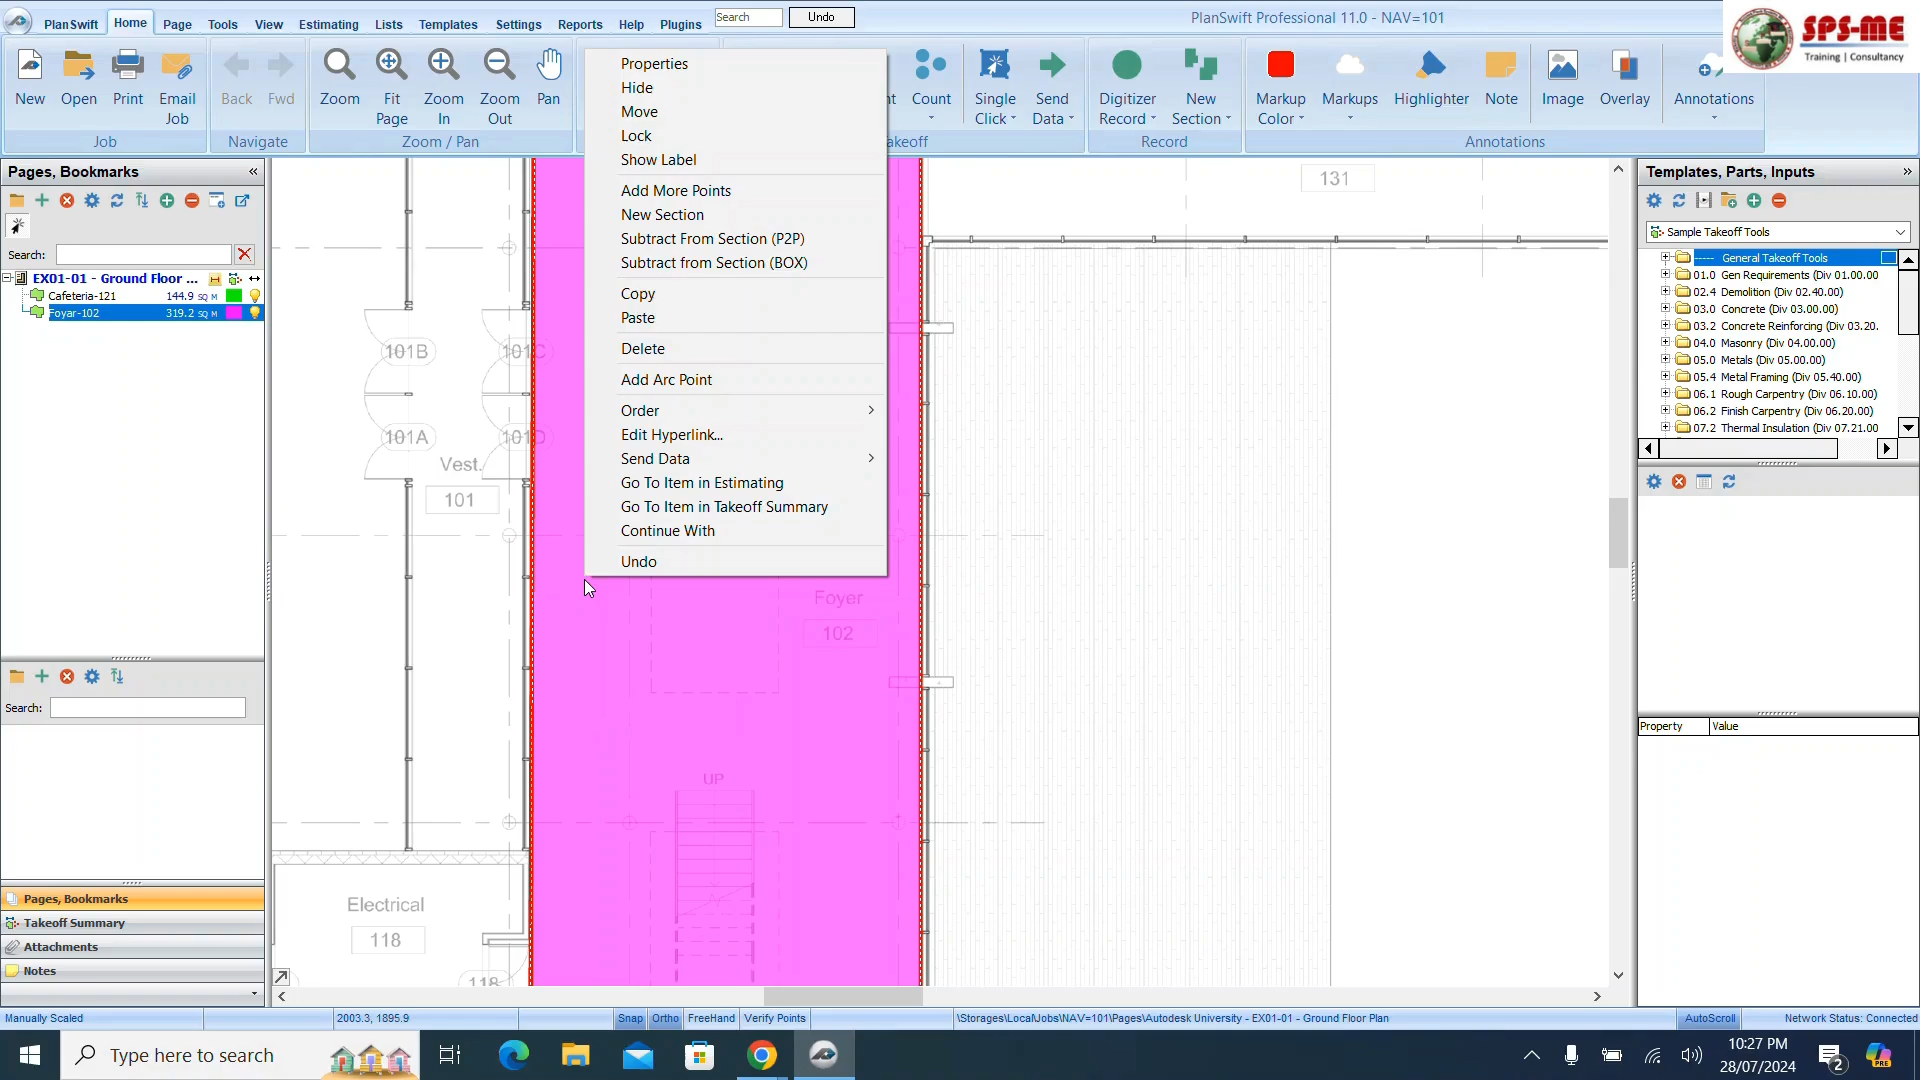 PlanSwift Home Page Tools View Estimating Lists Templates Settings Reports Help Plugins Search Undo
PlanSwift Professional 11.0 - NAV=101
SPS-ME
Training | Consultancy
New Open Print Email Job
Back Fwd
Zoom Fit Page Zoom In Zoom Out Pan
Count Single Click Send Data
Digitizer Record New Section
Markup Color Markups Highlighter Note Image Overlay Annotations
Job Navigate Zoom / Pan Record Annotations
Pages, Bookmarks «
Search:
EX01-01 - Ground Floor ...
Cafeteria-121 144.9 SQ M
Foyar-102 319.2 SQ M
Search:
Pages, Bookmarks
Takeoff Summary
Attachments
Notes
Properties
Hide
Move
Lock
Show Label
Add More Points
New Section
Subtract From Section (P2P)
Subtract from Section (BOX)
Copy
Paste
Delete
Add Arc Point
Order
Edit Hyperlink...
Send Data
Go To Item in Estimating
Go To Item in Takeoff Summary
Continue With
Undo
131
101B 101C
101A 101D
Vest.
101
Foyer
102
UP
Electrical
118
118
Templates, Parts, Inputs »
Sample Takeoff Tools
----- General Takeoff Tools
01.0 Gen Requirements (Div 01.00.00
02.4 Demolition (Div 02.40.00)
03.0 Concrete (Div 03.00.00)
03.2 Concrete Reinforcing (Div 03.20.
04.0 Masonry (Div 04.00.00)
05.0 Metals (Div 05.00.00)
05.4 Metal Framing (Div 05.40.00)
06.1 Rough Carpentry (Div 06.10.00)
06.2 Finish Carpentry (Div 06.20.00)
07.2 Thermal Insulation (Div 07.21.00
Property Value
Manually Scaled 2003.3, 1895.9 Snap Ortho FreeHand Verify Points \Storages\Local\Jobs\NAV=101\Pages\Autodesk University - EX01-01 - Ground Floor Plan AutoScroll Network Status: Connected
Type here to search
10:27 PM
28/07/2024
2
PRE